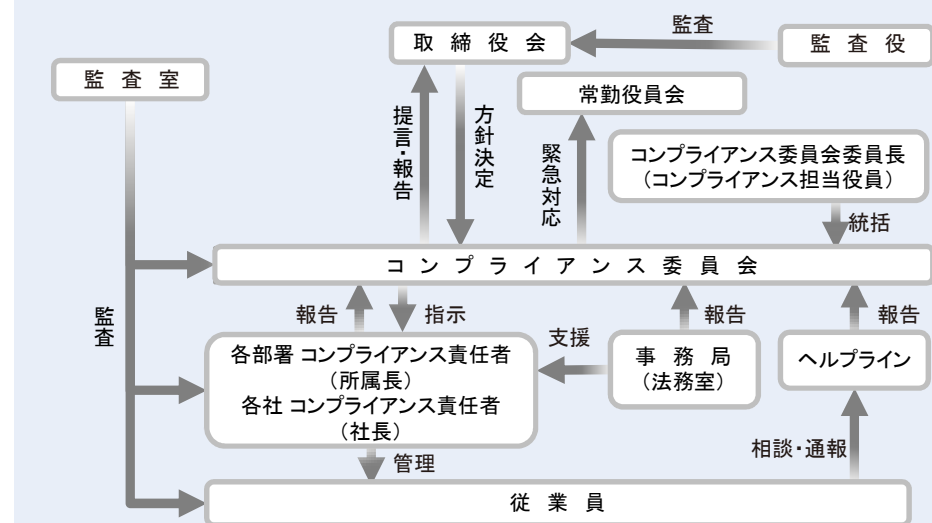 監査
取締役会
監査役
監査室
常勤役員会
提言・報告
方針決定
緊急対応
コンプライアンス委員会委員長
（コンプライアンス担当役員）
統括
コンプライアンス委員会
監査
報告
指示
支援
報告
報告
各部署 コンプライアンス責任者
（所属長）
各社 コンプライアンス責任者
（社長）
事務局
（法務室）
ヘルプライン
管理
相談・通報
従業員